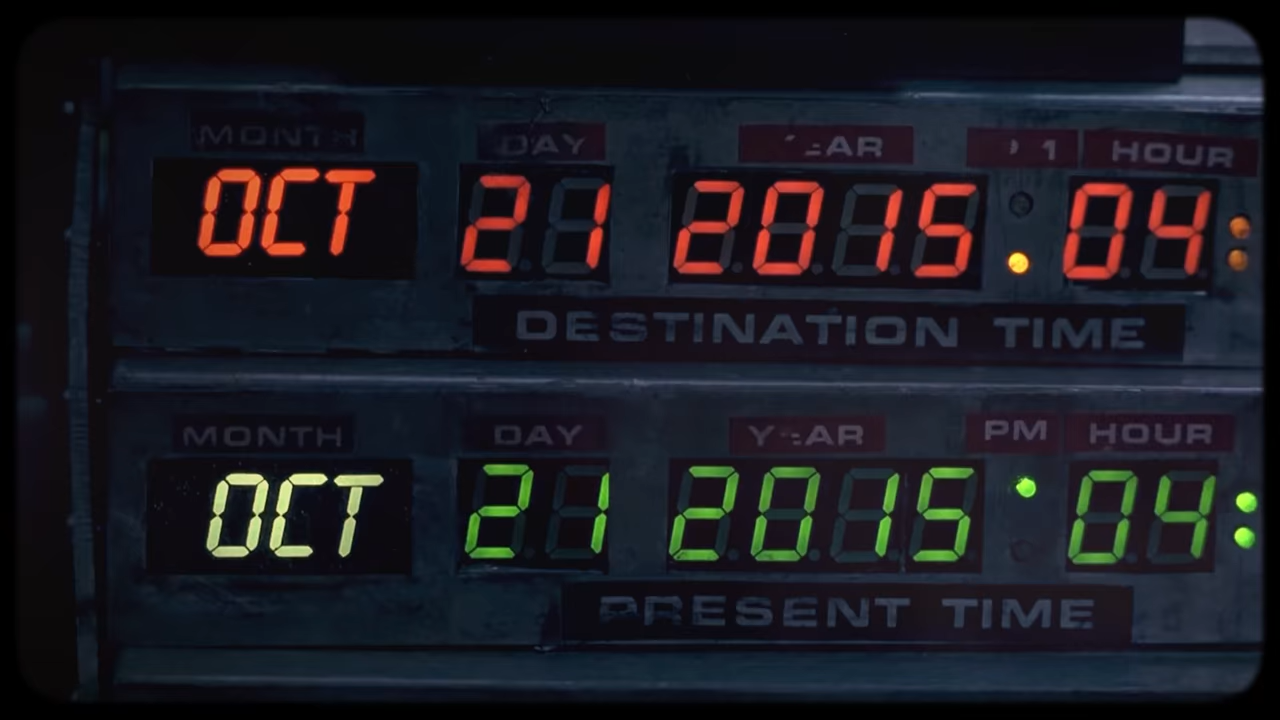 MONTH DAY HOUR
OCT 21 2015 04
DESTINATION TIME
MONTH DAY PM HOUR
OCT 21 2015 04
PRESENT TIME